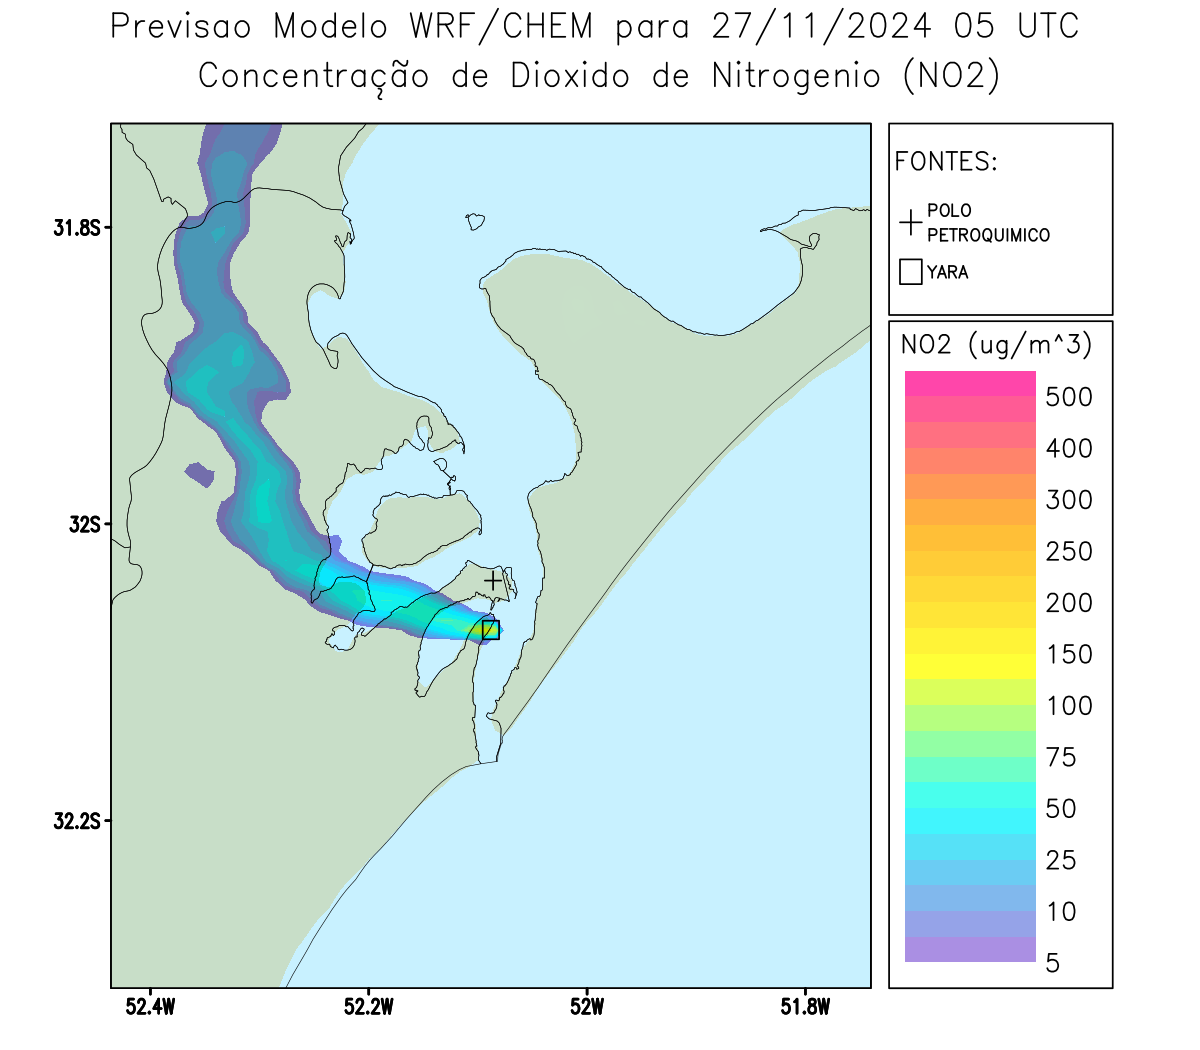 Previsao Modelo WRF/CHEM para 27/11/2024 05 UTC
Concentração de Dioxido de Nitrogenio (NO2)
FONTES:
POLO
PETROQUIMICO
YARA
NO2 (ug/m^3)
500
400
300
250
200
150
100
75
50
25
10
5
31.8S
32S
32.2S
52.4W
52.2W
52W
51.8W